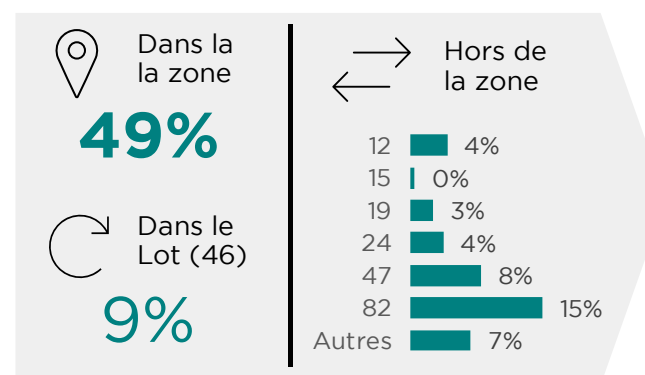 Dans la
la zone
49%
Dans le
Lot (46)
9%
Hors de
la zone
12 4%
15 0%
19 3%
24 4%
47 8%
82 15%
Autres 7%